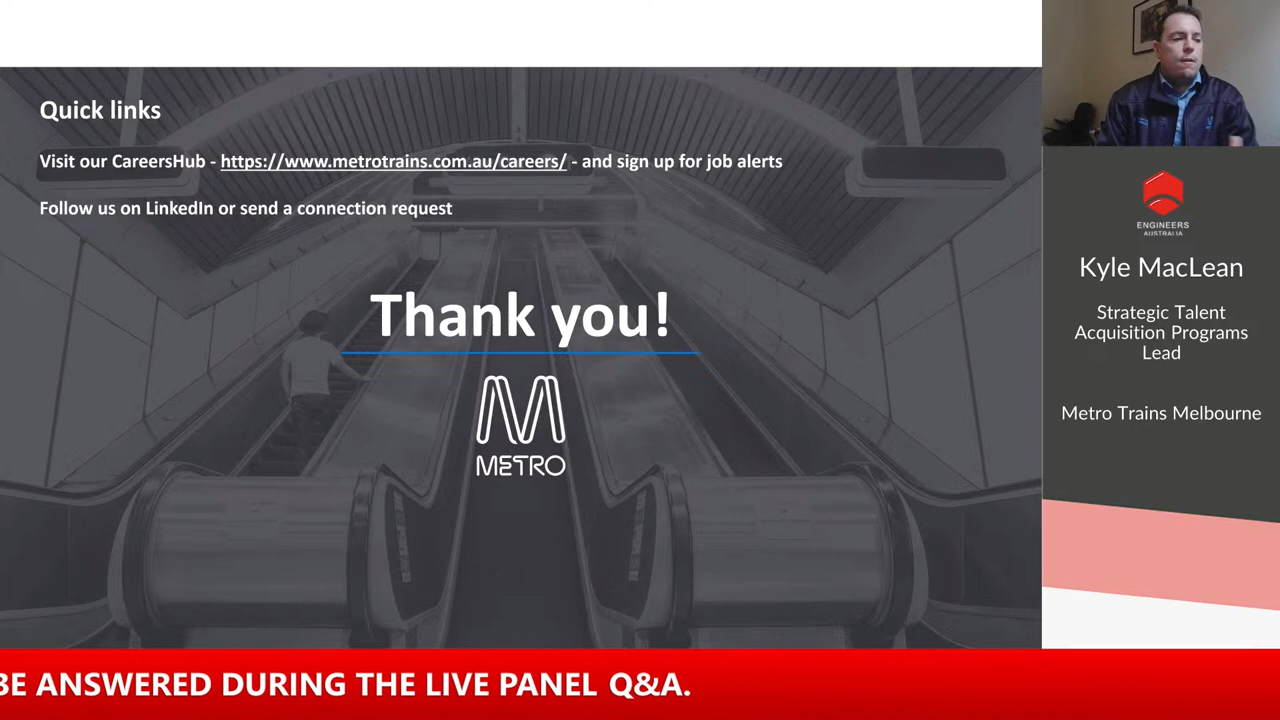 Quick links
Visit our CareersHub - https://www.metrotrains.com.au/careers/ - and sign up for job alerts
Follow us on LinkedIn or send a connection request
Thank you!
METRO
ENGINEERS
AUSTRALIA
Kyle MacLean
Strategic Talent
Acquisition Programs
Lead
Metro Trains Melbourne
BE ANSWERED DURING THE LIVE PANEL Q&A.